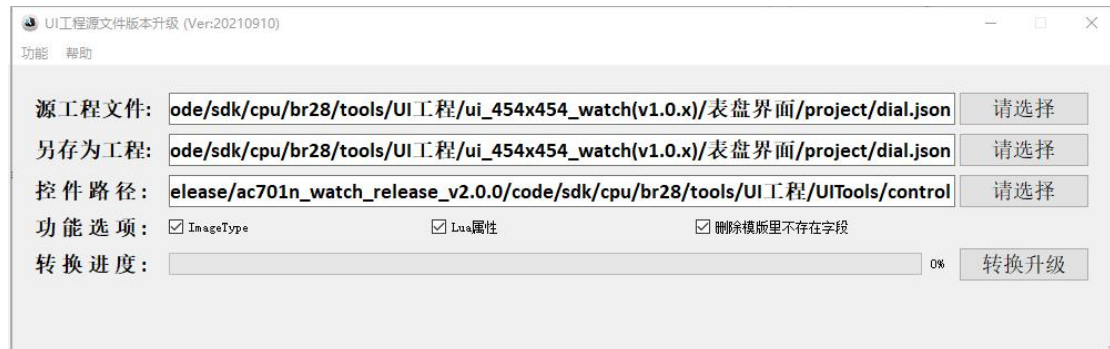 UI工程源文件版本升级 (Ver:20210910)
功能 帮助
源工程文件: ode/sdk/cpu/br28/tools/UI工程/ui_454x454_watch(v1.0.x)/表盘界面/project/dial.json 请选择
另存为工程: ode/sdk/cpu/br28/tools/UI工程/ui_454x454_watch(v1.0.x)/表盘界面/project/dial.json 请选择
控件路径: elease/ac701n_watch_release_v2.0.0/code/sdk/cpu/br28/tools/UI工程/UITools/control 请选择
功能选项: ImageType Lua属性 删除模版里不存在字段
转换进度: 0% 转换升级